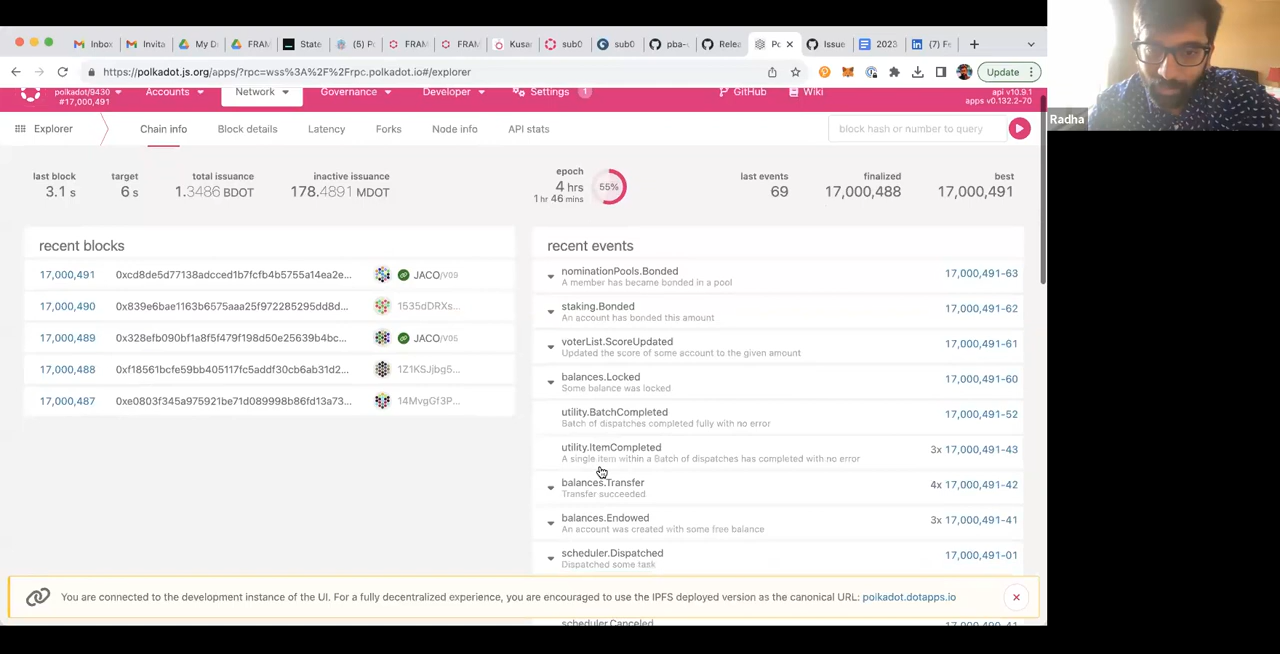 Inbox
Invita
My D
FRAM
State
(5) P
FRAM
FRAM
Kusa
sub0
sub0
pba-
Relea
Po
Issue
2023
(7) F
https://polkadot.js.org/apps/?rpc=wss%3A%2F%2Frpc.polkadot.io#/explorer
Update
polkadot/9430
#17,000,491
Accounts
Network
Governance
Developer
Settings 1
GitHub
Wiki
api v10.9.1
apps v0.132.2-70
Explorer
Chain info
Block details
Latency
Forks
Node info
API stats
block hash or number to query
Radha
last block
3.1 s
target
6 s
total issuance
1.3486 BDOT
inactive issuance
178.4891 MDOT
epoch
4 hrs
1 hr 46 mins
55%
last events
69
finalized
17,000,488
best
17,000,491
recent blocks
17,000,491 0xcd8de5d77138adcced1b7fcfb4b5755a14ea2e... JACO/V09
17,000,490 0x839e6bae1163b6575aaa25f972285295dd8d... 1535dDRXs...
17,000,489 0x328efb090bf1a8f5f479f198d50e25639b4bc... JACO/V05
17,000,488 0xf18561bcfe59bb405117fc5addf30cb6ab31d2... 1Z1KSJjbg5...
17,000,487 0xe0803f345a975921be71d089998b86fd13a73... 14MvgGf3P...
recent events
nominationPools.Bonded 17,000,491-63
A member has became bonded in a pool
staking.Bonded 17,000,491-62
An account has bonded this amount
voterList.ScoreUpdated 17,000,491-61
Updated the score of some account to the given amount
balances.Locked 17,000,491-60
Some balance was locked
utility.BatchCompleted 17,000,491-52
Batch of dispatches completed fully with no error
utility.ItemCompleted 3x 17,000,491-43
A single item within a Batch of dispatches has completed with no error
balances.Transfer 4x 17,000,491-42
Transfer succeeded
balances.Endowed 3x 17,000,491-41
An account was created with some free balance
scheduler.Dispatched 17,000,491-01
Dispatched some task
You are connected to the development instance of the UI. For a fully decentralized experience, you are encouraged to use the IPFS deployed version as the canonical URL: polkadot.dotapps.io
scheduler.Canceled